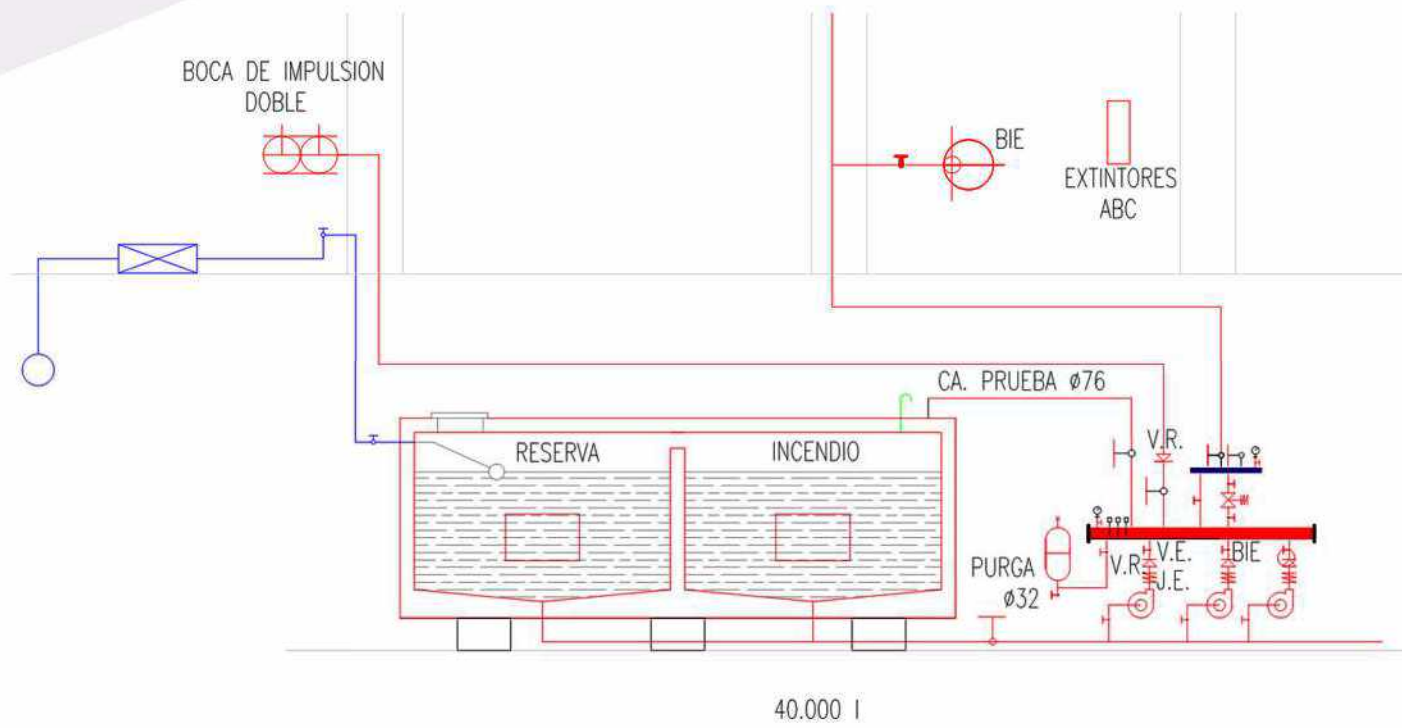 BOCA DE IMPULSION
DOBLE
BIE
EXTINTORES
ABC
CA. PRUEBA ø76
RESERVA
INCENDIO
V.R.
PURGA
ø32
V.R.
V.E.
J.E.
BIE
40.000 l